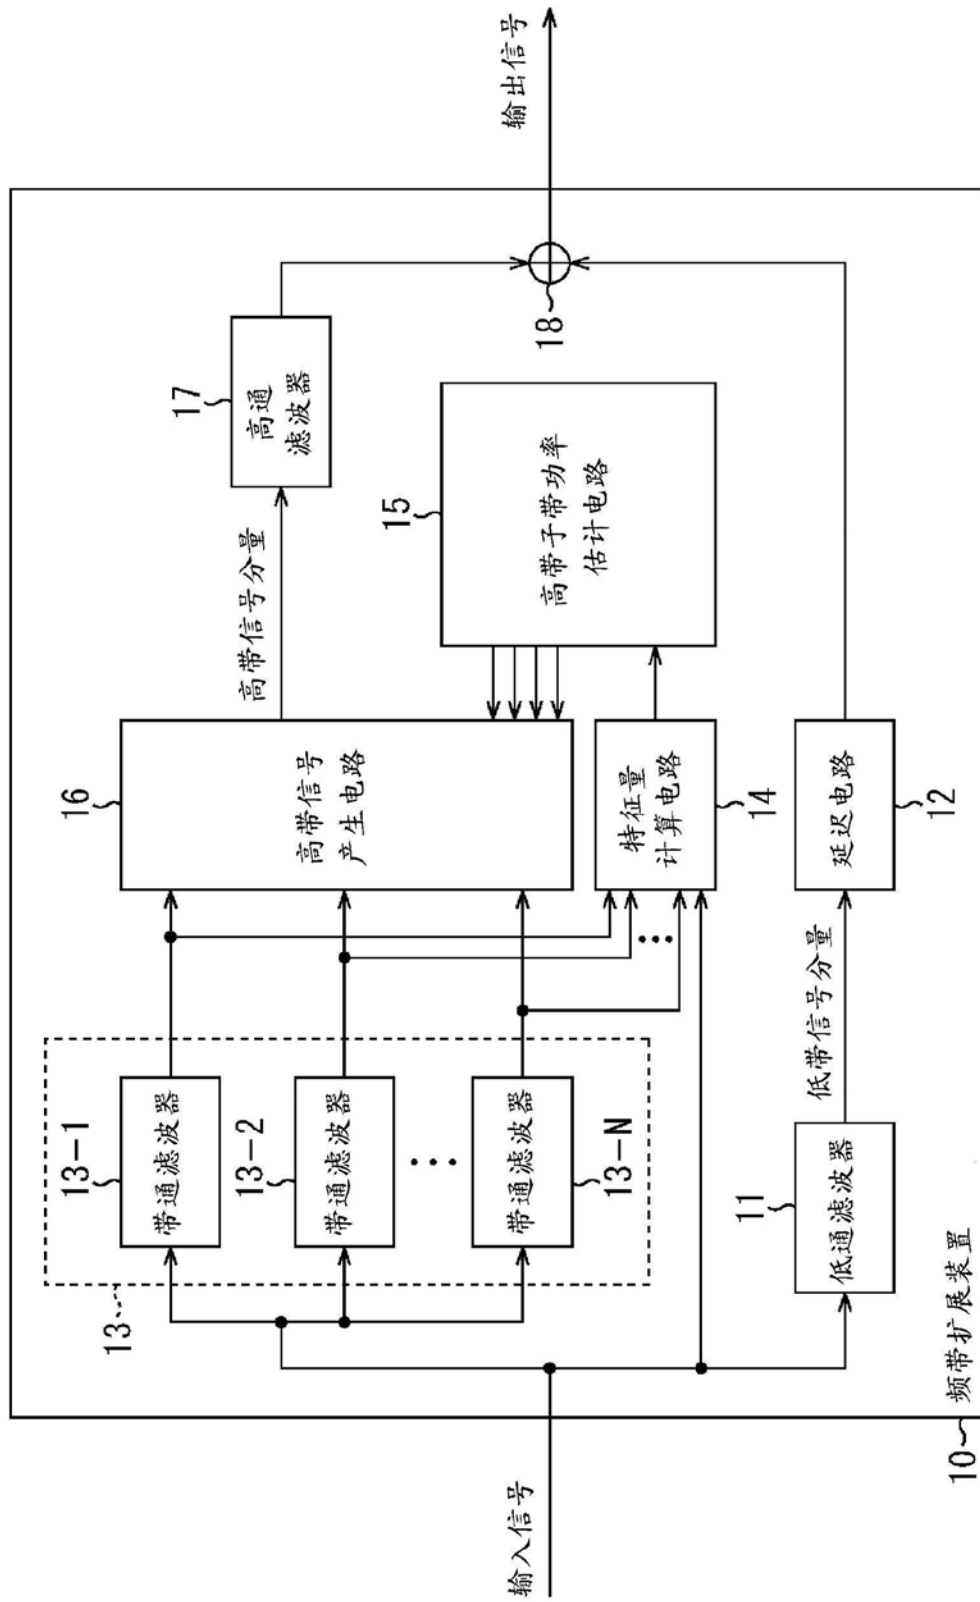 输入信号
10
频带扩展装置
13
13-1
带通滤波器
13-2
带通滤波器
带通滤波器
13-N
16
高带信号
产生电路
高带信号分量
17
高通
滤波器
15
高带子带功率
估计电路
特征量
计算电路
14
11
低通滤波器
低带信号分量
延迟电路
12
18
输出信号